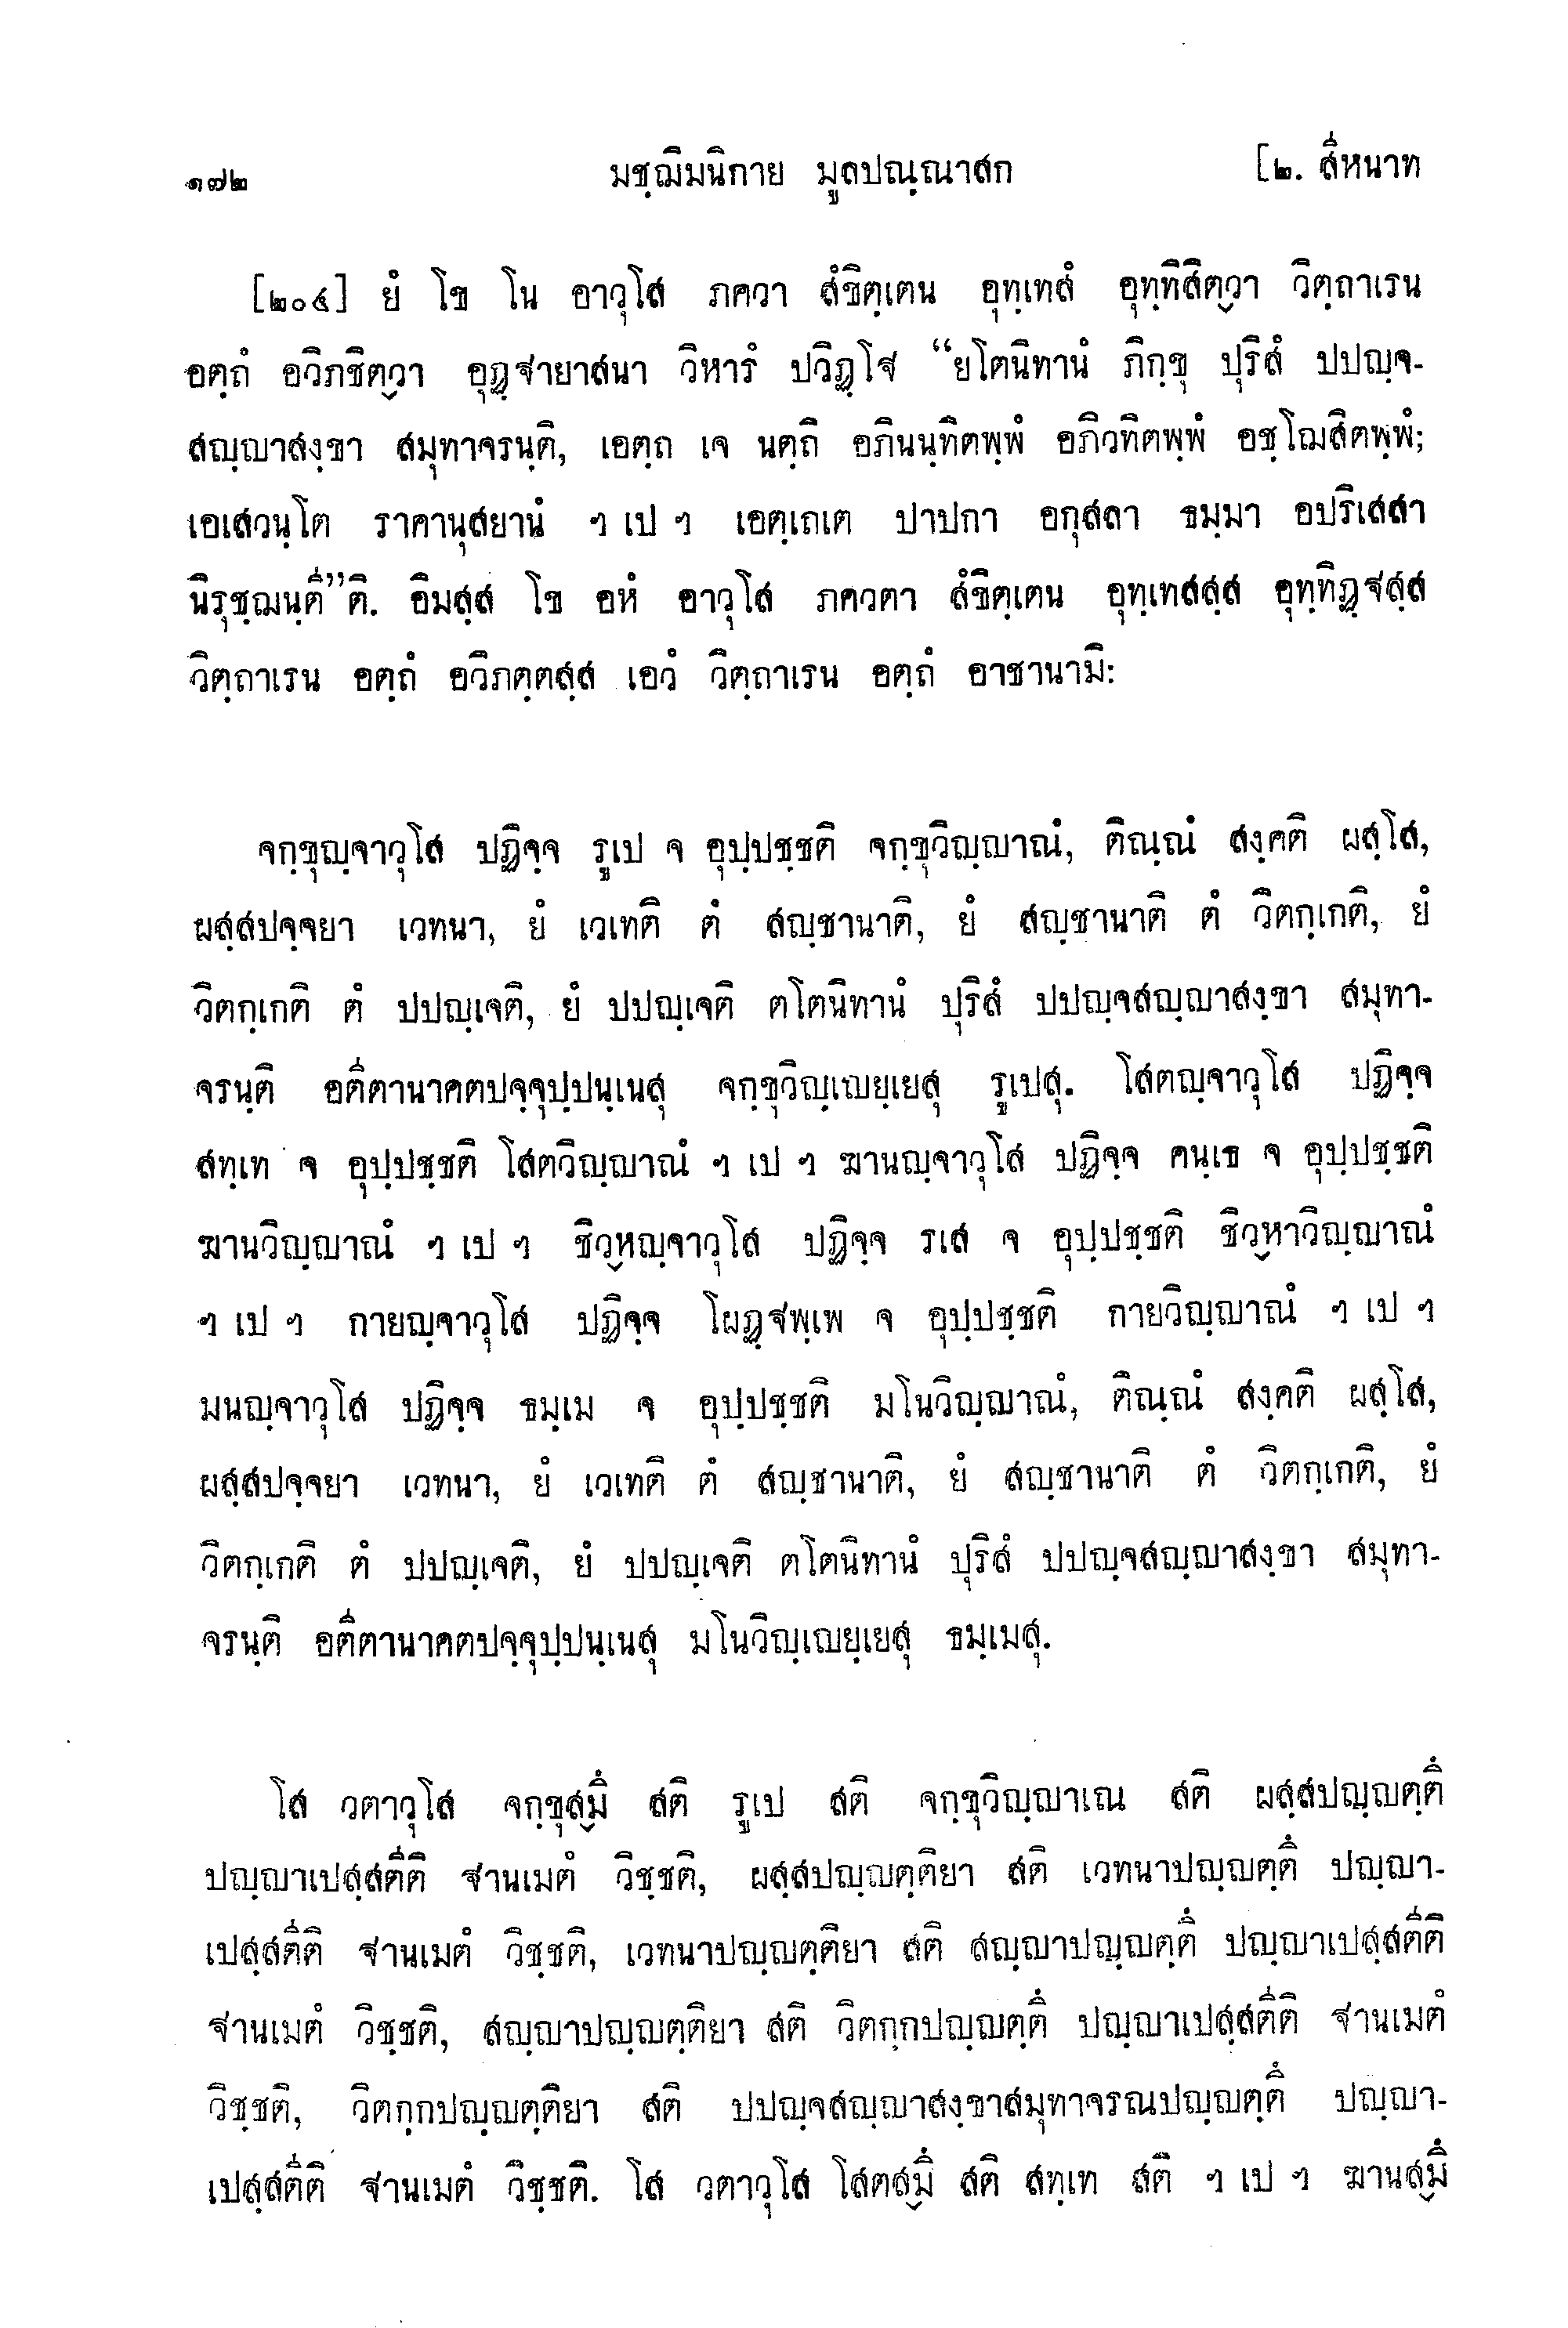 ๑๗๒ มชฺฌิมนิกาย มูลปณฺณาสก [๒. สีหนาท
[๒๐๔] ยํ โข โน อาวุโส ภควา สํขิตฺเตน อุทฺเทสํ อุทฺทิสิตฺวา วิตฺถาเรน
อตฺถํ อวิภชิตฺวา อุฏฺฐายาสนา วิหารํ ปวิฏฺโฐ “ยโตนิทานํ ภิกฺขุ ปุริสํ ปปญฺจ-
สญฺญาสงฺขา สมุทาจรนฺติ, เอตฺถ เจ นตฺถิ อภินนฺทิตพฺพํ อภิวทิตพฺพํ อชฺโฌสิตพฺพํ;
เอเสวนฺโต ราคานุสยานํ ฯ เป ฯ เอตฺเถเต ปาปกา อกุสลา ธมฺมา อปริเสสา
นิรุชฺฌนฺตี”ติ. อิมสฺส โข อหํ อาวุโส ภควตา สํขิตฺเตน อุทฺเทสสฺส อุทฺทิฏฺฐสฺส
วิตฺถาเรน อตฺถํ อวิภตฺตสฺส เอวํ วิตฺถาเรน อตฺถํ อาชานามิ:
จกฺขุญฺจาวุโส ปฏิจฺจ รูเป จ อุปฺปชฺชติ จกฺขุวิญฺญาณํ, ติณฺณํ สงฺคติ ผสฺโส,
ผสฺสปจฺจยา เวทนา, ยํ เวเทติ ตํ สญฺชานาติ, ยํ สญฺชานาติ ตํ วิตกฺเกติ, ยํ
วิตกฺเกติ ตํ ปปญฺเจติ, ยํ ปปญฺเจติ ตโตนิทานํ ปุริสํ ปปญฺจสญฺญาสงฺขา สมุทา-
จรนฺติ อตีตานาคตปจฺจุปฺปนฺเนสุ จกฺขุวิญฺเญยฺเยสุ รูเปสุ. โสตญฺจาวุโส ปฏิจฺจ
สทฺเท จ อุปฺปชฺชติ โสตวิญฺญาณํ ฯ เป ฯ ฆานญฺจาวุโส ปฏิจฺจ คนฺเธ จ อุปฺปชฺชติ
ฆานวิญฺญาณํ ฯ เป ฯ ชิวฺหญฺจาวุโส ปฏิจฺจ รเส จ อุปฺปชฺชติ ชิวฺหาวิญฺญาณํ
ฯ เป ฯ กายญฺจาวุโส ปฏิจฺจ โผฏฺฐพฺเพ จ อุปฺปชฺชติ กายวิญฺญาณํ ฯ เป ฯ
มนญฺจาวุโส ปฏิจฺจ ธมฺเม จ อุปฺปชฺชติ มโนวิญฺญาณํ, ติณฺณํ สงฺคติ ผสฺโส,
ผสฺสปจฺจยา เวทนา, ยํ เวเทติ ตํ สญฺชานาติ, ยํ สญฺชานาติ ตํ วิตกฺเกติ, ยํ
วิตกฺเกติ ตํ ปปญฺเจติ, ยํ ปปญฺเจติ ตโตนิทานํ ปุริสํ ปปญฺจสญฺญาสงฺขา สมุทา-
จรนฺติ อตีตานาคตปจฺจุปฺปนฺเนสุ มโนวิญฺเญยฺเยสุ ธมฺเมสุ.
โส วตาวุโส จกฺขุสฺมิํ สติ รูเป สติ จกฺขุวิญฺญาเณ สติ ผสฺสปญฺญตฺติํ
ปญฺญาเปสฺสตีติ ฐานเมตํ วิชฺชติ, ผสฺสปญฺญตฺติยา สติ เวทนาปญฺญตฺติํ ปญฺญา-
เปสฺสตีติ ฐานเมตํ วิชฺชติ, เวทนาปญฺญตฺติยา สติ สญฺญาปญฺญตฺติํ ปญฺญาเปสฺสตีติ
ฐานเมตํ วิชฺชติ, สญฺญาปญฺญตฺติยา สติ วิตกฺกปญฺญตฺติํ ปญฺญาเปสฺสตีติ ฐานเมตํ
วิชฺชติ, วิตกฺกปญฺญตฺติยา สติ ปปญฺจสญฺญาสงฺขาสมุทาจรณปญฺญตฺติํ ปญฺญา-
เปสฺสตีติ ฐานเมตํ วิชฺชติ. โส วตาวุโส โสตสฺมิํ สติ สทฺเท สติ ฯ เป ฯ ฆานสฺมิํ